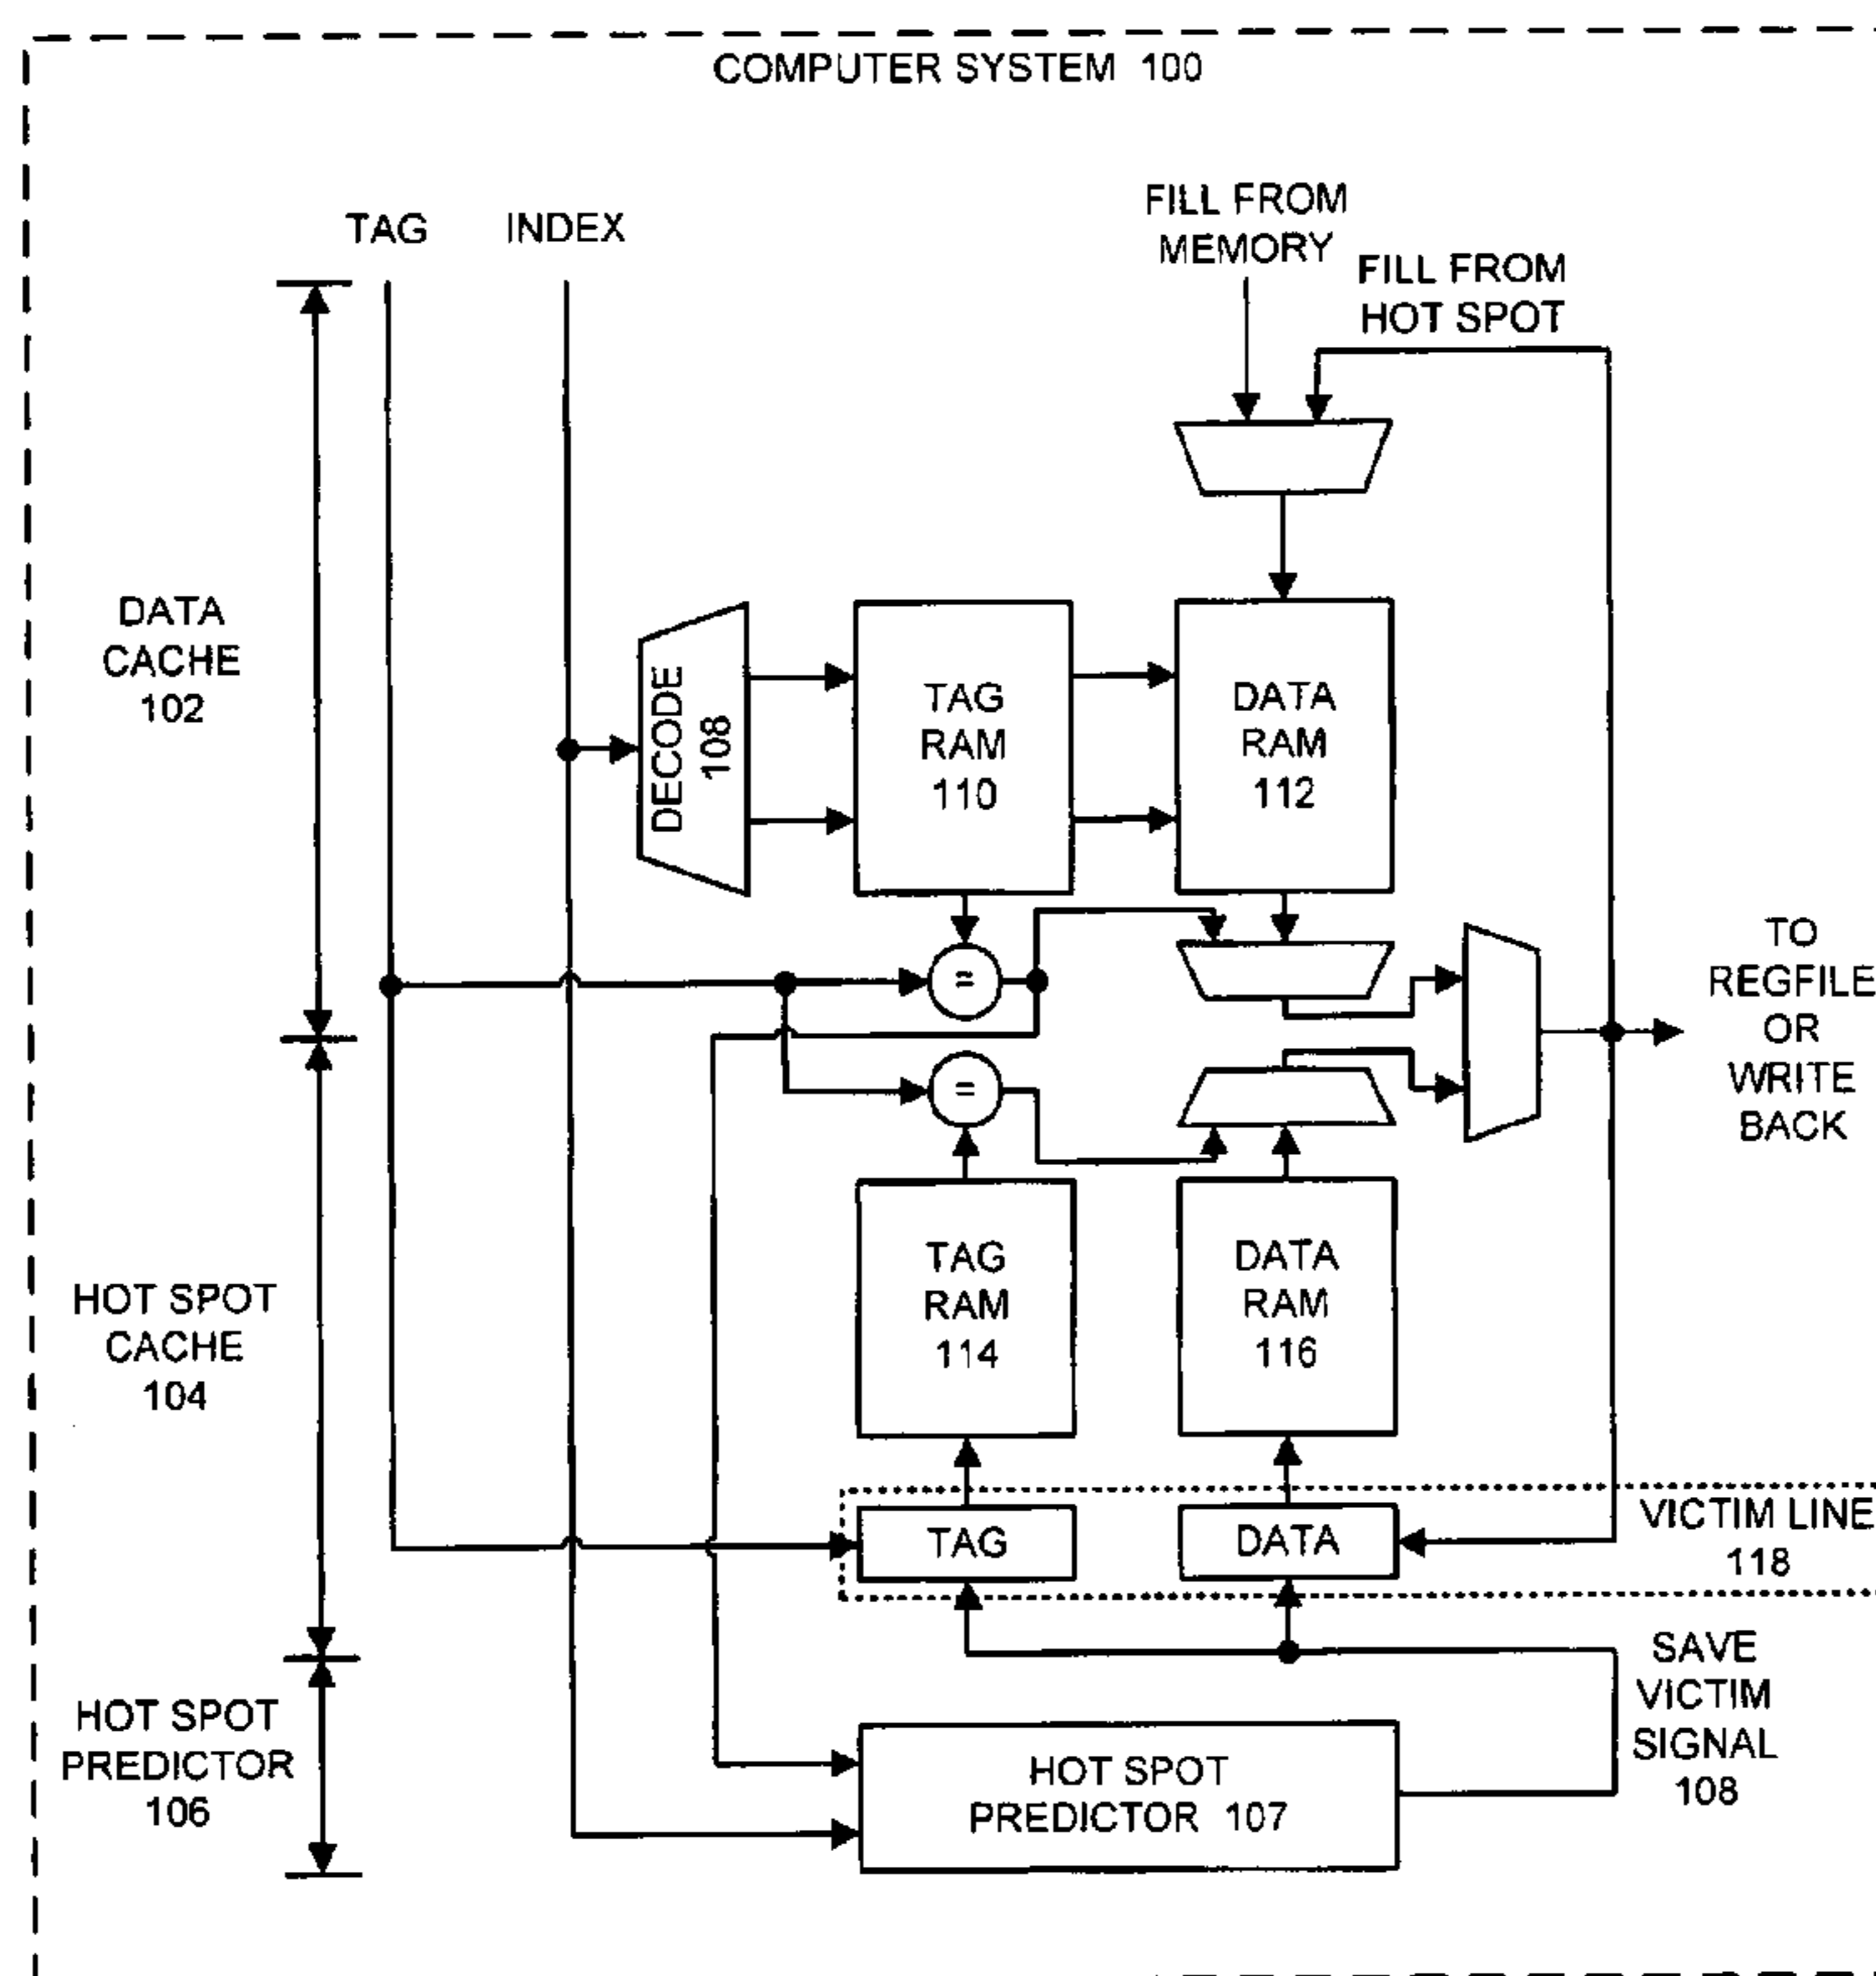 COMPUTER SYSTEM 100
TAG
INDEX
FILL FROM
MEMORY
FILL FROM
HOT SPOT
DATA
CACHE
102
DECODE
108
TAG
RAM
110
DATA
RAM
112
=
TO
REGFILE
OR
WRITE
BACK
=
HOT SPOT
CACHE
104
TAG
RAM
114
DATA
RAM
116
TAG
DATA
VICTIM LINE
118
SAVE
VICTIM
SIGNAL
108
HOT SPOT
PREDICTOR
106
HOT SPOT
PREDICTOR 107